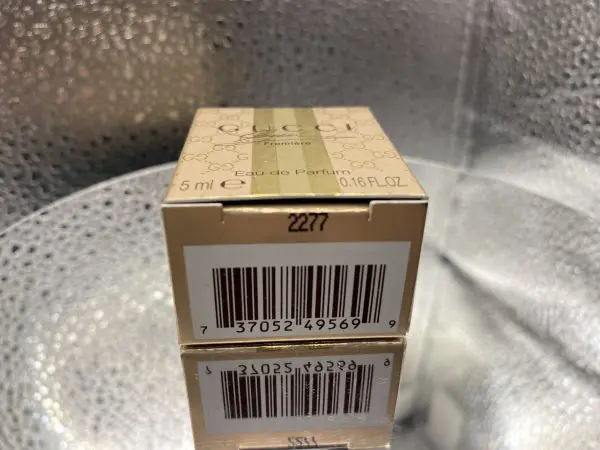 GUCCI
Première
Eau de Parfum
5 ml ℮ 0.16 FL.OZ.
2277
7 37052 49569 9